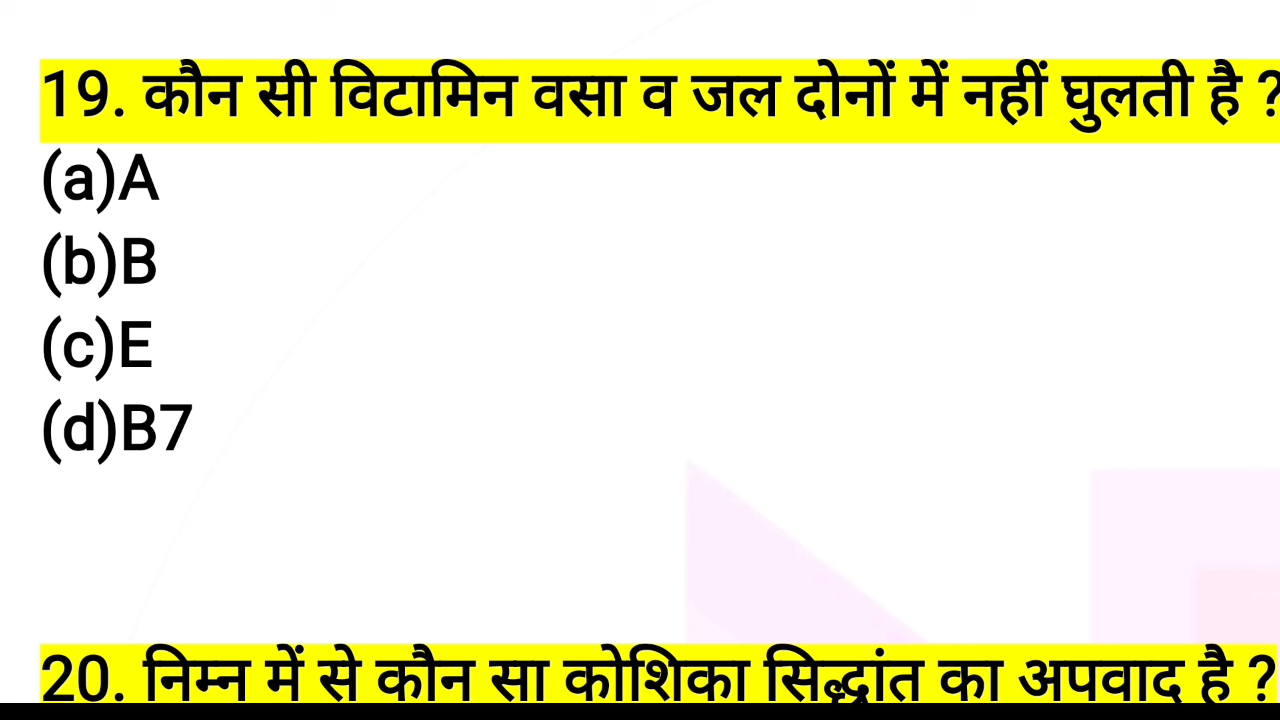 19. कौन सी विटामिन वसा व जल दोनों में नहीं घुलती है ?
(a)A
(b)B
(c)E
(d)B7
20. निम्न में से कौन सा कोशिका सिद्धांत का अपवाद है ?